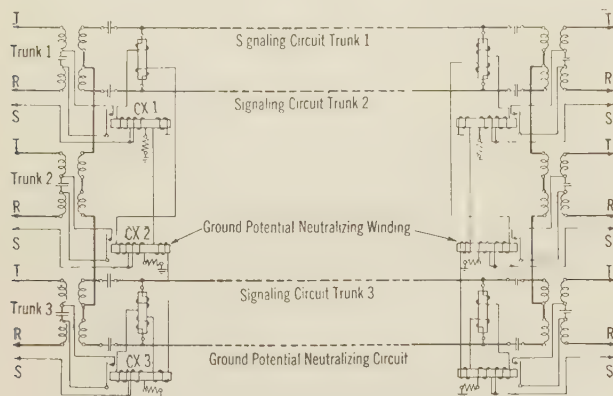 T
T
Signaling Circuit Trunk 1
Trunk 1
R
R
Signaling Circuit Trunk 2
S
S
CX 1
T
T
Trunk 2
R
R
Ground Potential Neutralizing Winding
S
S
CX 2
T
T
Signaling Circuit Trunk 3
Trunk 3
R
R
Ground Potential Neutralizing Circuit
S
S
CX 3